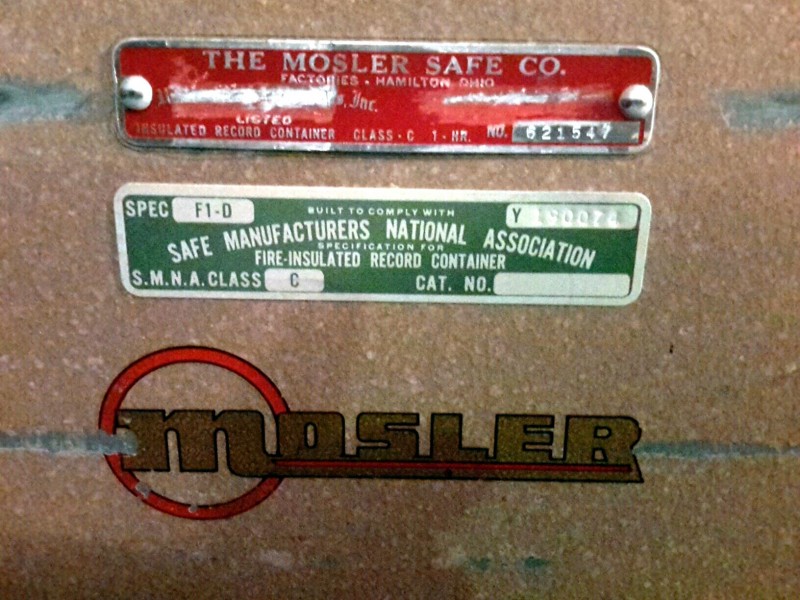 THE MOSLER SAFE CO.
FACTORIES - HAMILTON OHIO
Inc.
LISTED
INSULATED RECORD CONTAINER CLASS-C 1-HR. NO. 621547
SPEC F1-D BUILT TO COMPLY WITH Y
SAFE MANUFACTURERS NATIONAL ASSOCIATION
SPECIFICATION FOR
FIRE-INSULATED RECORD CONTAINER
S.M.N.A. CLASS C CAT. NO.
MOSLER